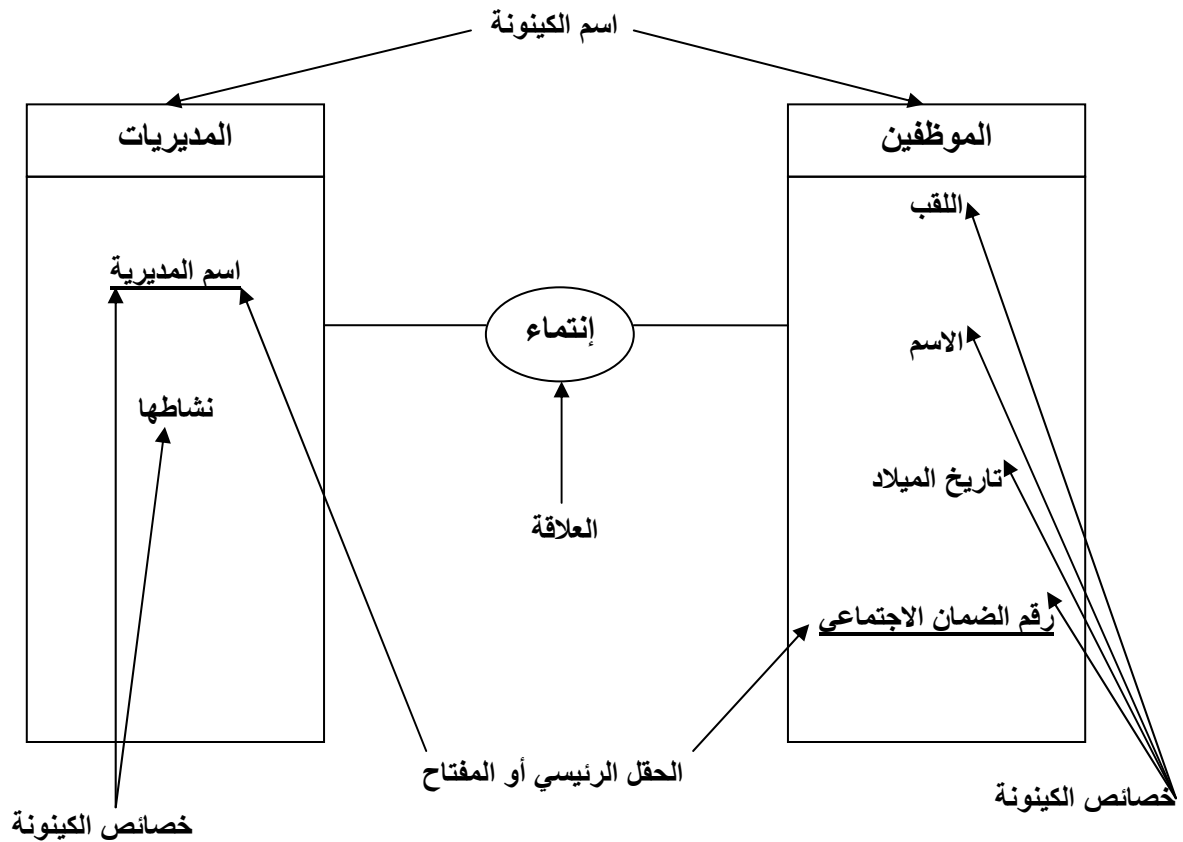 اسم الكينونة
الموظفين
المديريات
اللقب
اسم المديرية
إنتماء
الاسم
نشاطها
تاريخ الميلاد
العلاقة
رقم الضمان الاجتماعي
الحقل الرئيسي أو المفتاح
خصائص الكينونة
خصائص الكينونة